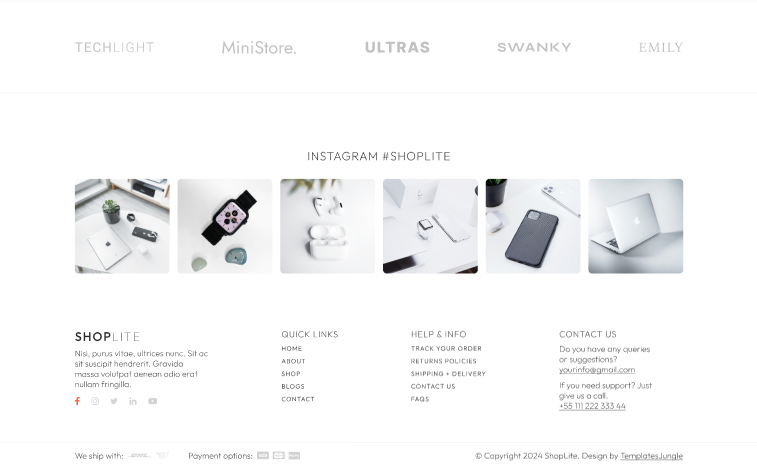 TECHLIGHT
MiniStore.
ULTRAS
SWANKY
EMILY
INSTAGRAM #SHOPLITE
SHOPLITE
Nisi, purus vitae, ultrices nunc. Sit ac
sit suscipit hendrerit. Gravida
massa volutpat aenean odio erat
nullam fringilla.
QUICK LINKS
HOME
ABOUT
SHOP
BLOGS
CONTACT
HELP & INFO
TRACK YOUR ORDER
RETURNS POLICIES
SHIPPING + DELIVERY
CONTACT US
FAQS
CONTACT US
Do you have any queries
or suggestions?
yourinfo@gmail.com
If you need support? Just
give us a call.
+55 111 222 333 44
We ship with:
Payment options:
© Copyright 2024 ShopLite. Design by TemplatesJungle